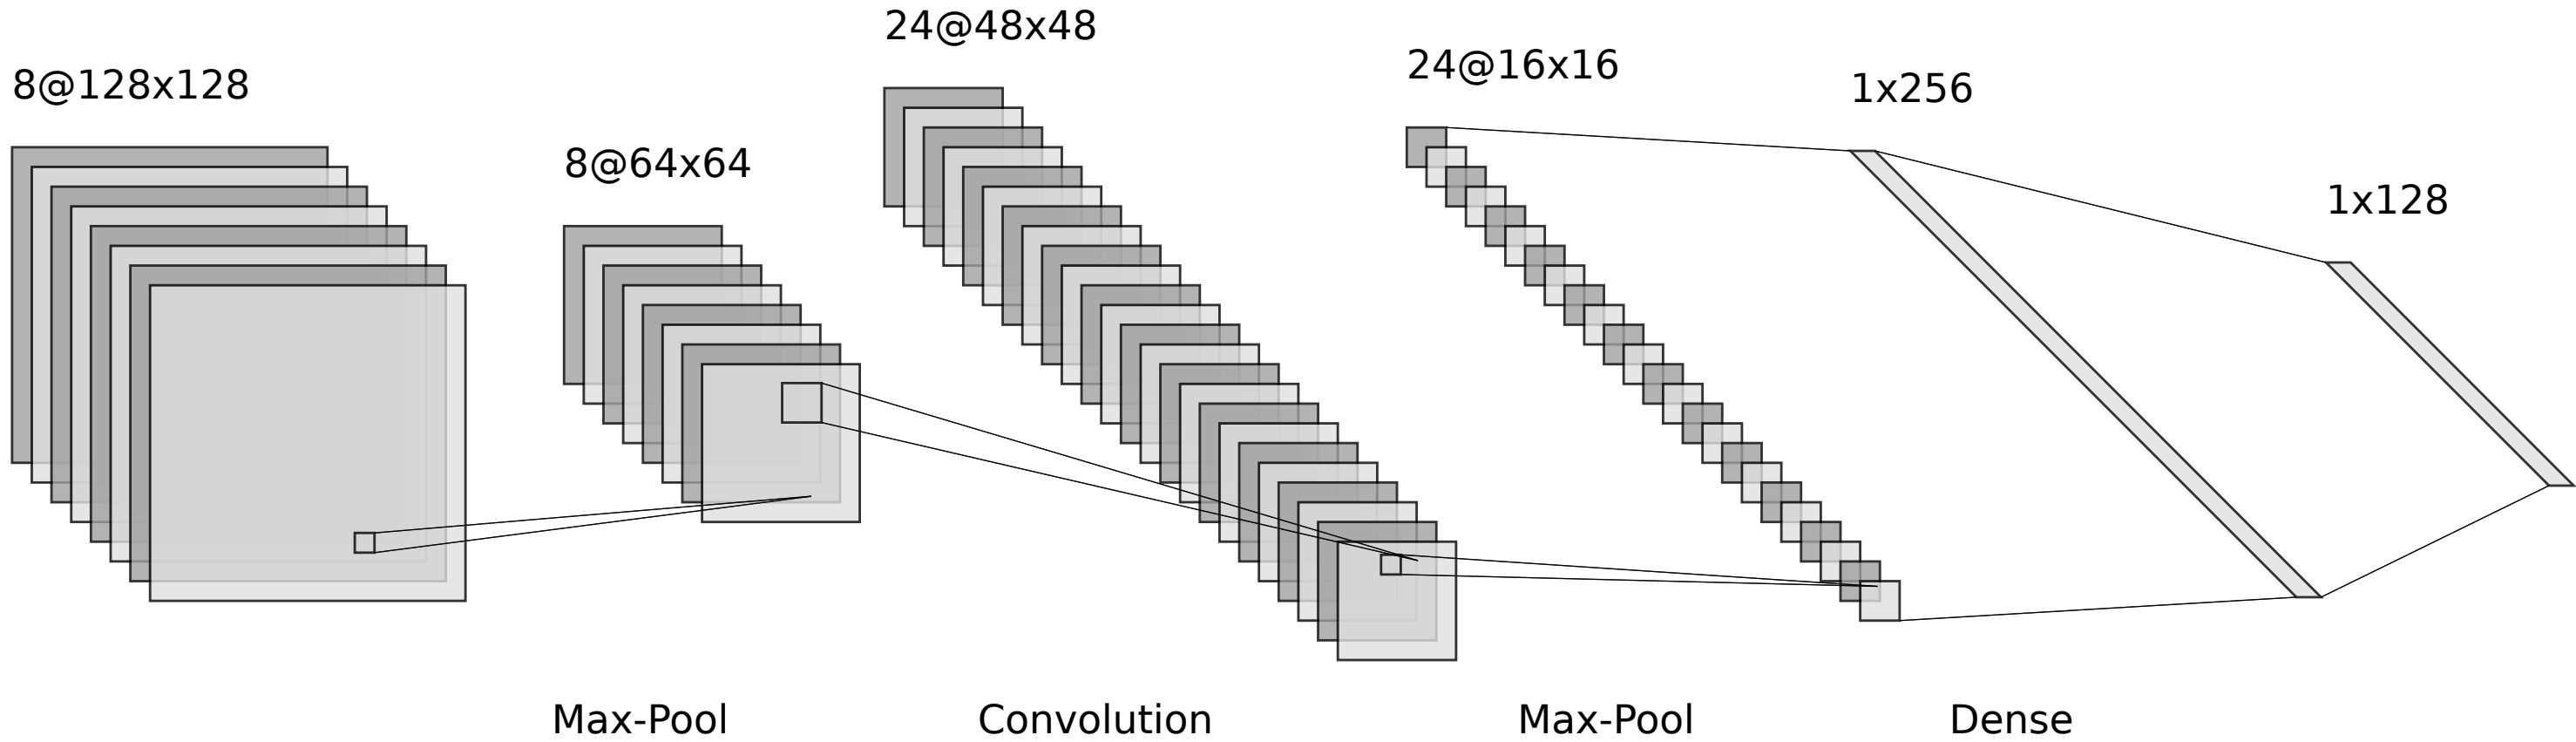 8@128x128
8@64x64
24@48x48
24@16x16
1x256
1x128
Max-Pool
Convolution
Max-Pool
Dense